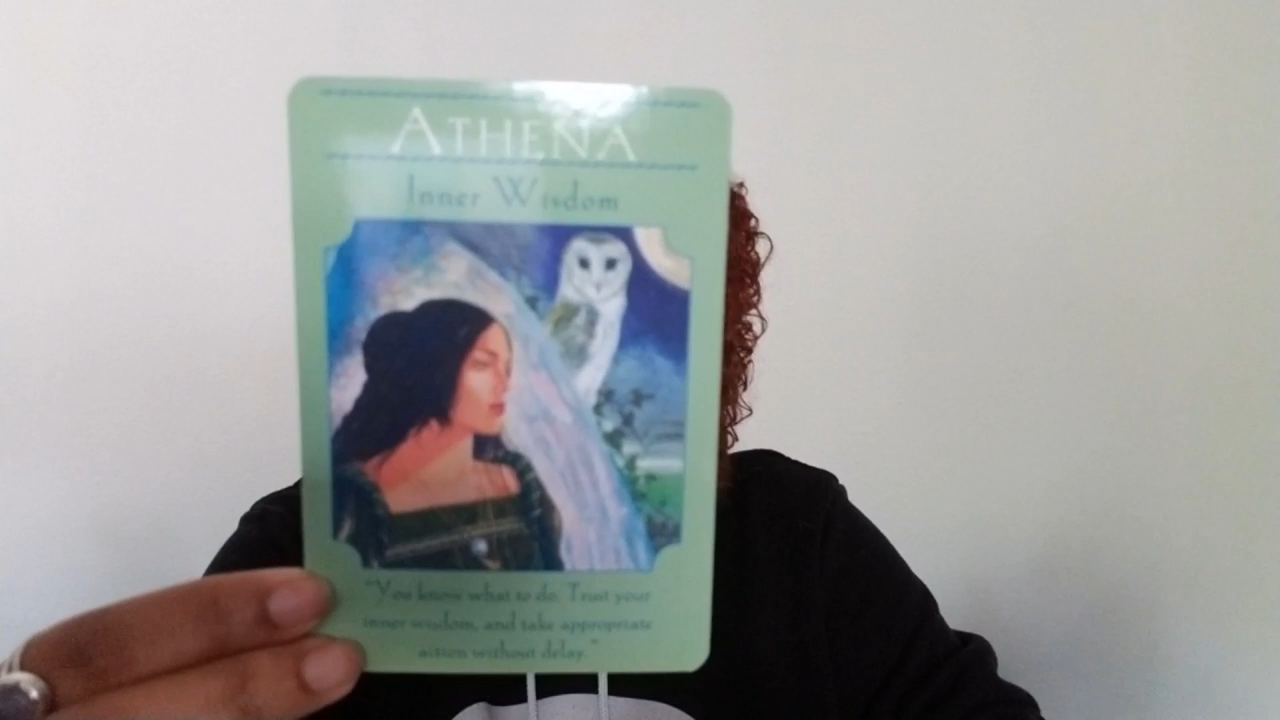 ATHENA
Inner Wisdom
"You know what to do. Trust your
inner wisdom, and take appropriate
action without delay."